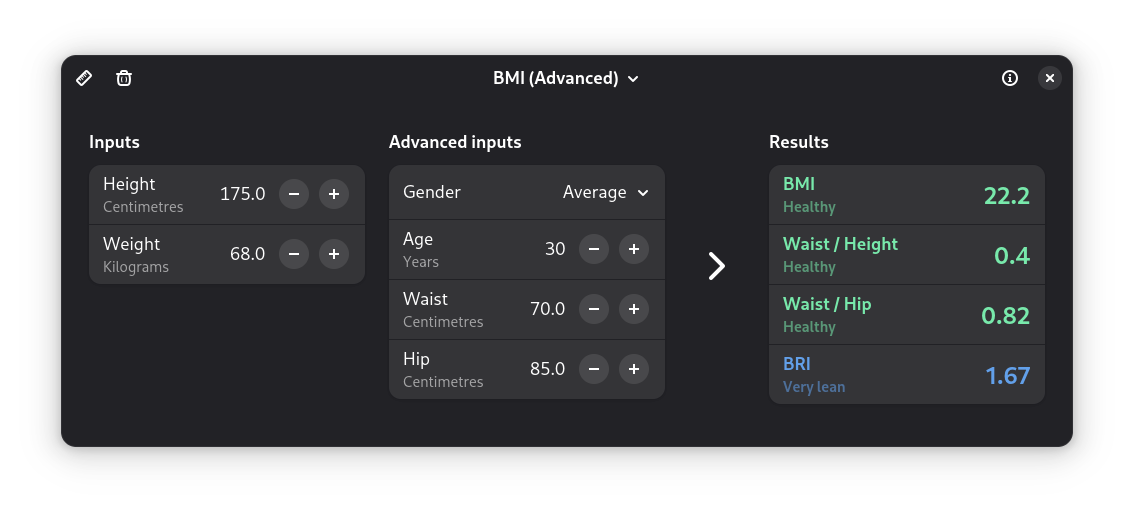 BMI (Advanced)
Inputs
Height
Centimetres
175.0
Weight
Kilograms
68.0
Advanced inputs
Gender
Average
Age
Years
30
Waist
Centimetres
70.0
Hip
Centimetres
85.0
Results
BMI
Healthy
22.2
Waist / Height
Healthy
0.4
Waist / Hip
Healthy
0.82
BRI
Very lean
1.67